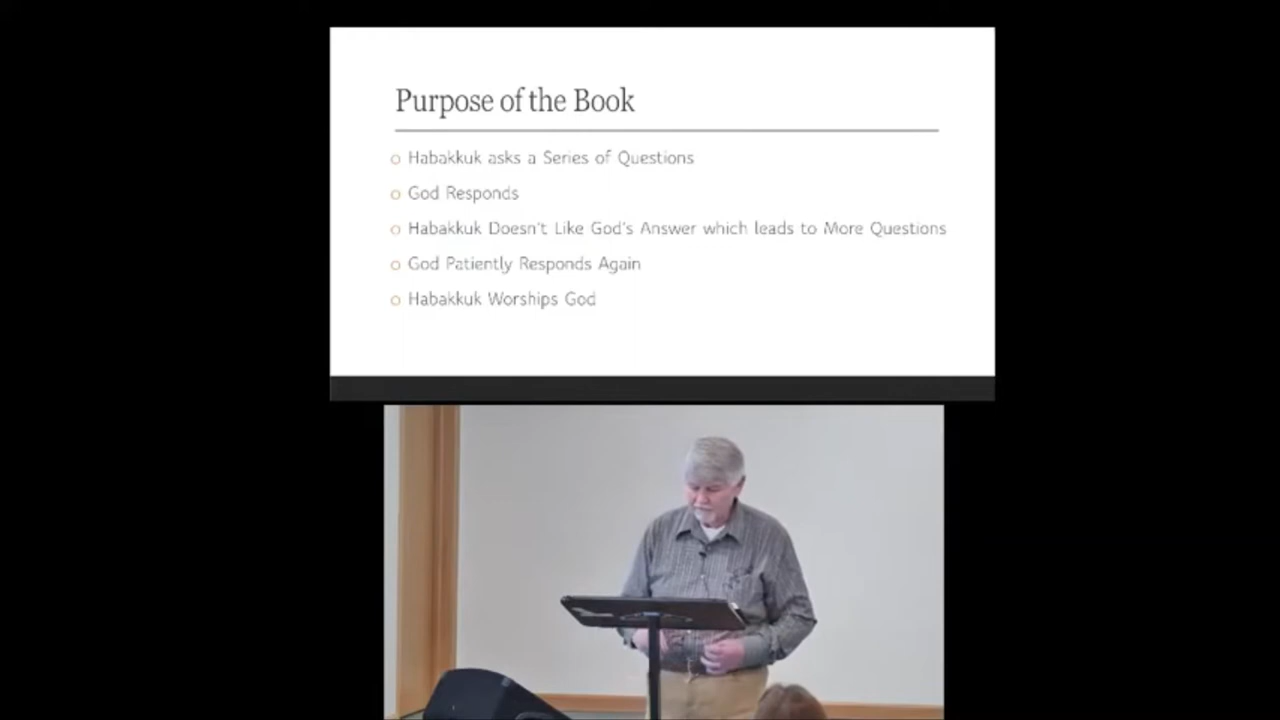 Purpose of the Book
Habakkuk asks a Series of Questions
God Responds
Habakkuk Doesn't Like God's Answer which leads to More Questions
God Patiently Responds Again
Habakkuk Worships God